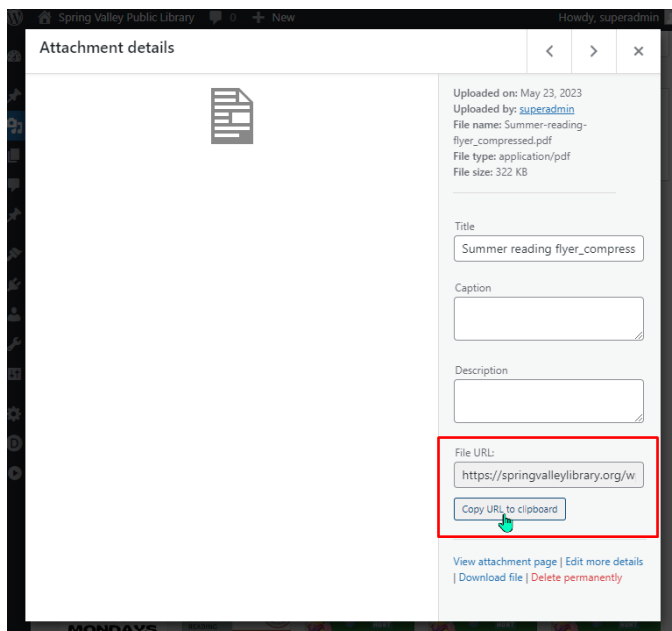 Spring Valley Public Library 0 + New Howdy, superadmin
Attachment details
Uploaded on: May 23, 2023
Uploaded by: superadmin
File name: Summer-reading-
flyer_compressed.pdf
File type: application/pdf
File size: 322 KB
Title
Summer reading flyer_compress
Caption
Description
File URL:
https://springvalleylibrary.org/w
Copy URL to clipboard
View attachment page | Edit more details
| Download file | Delete permanently
MONDAYS READING